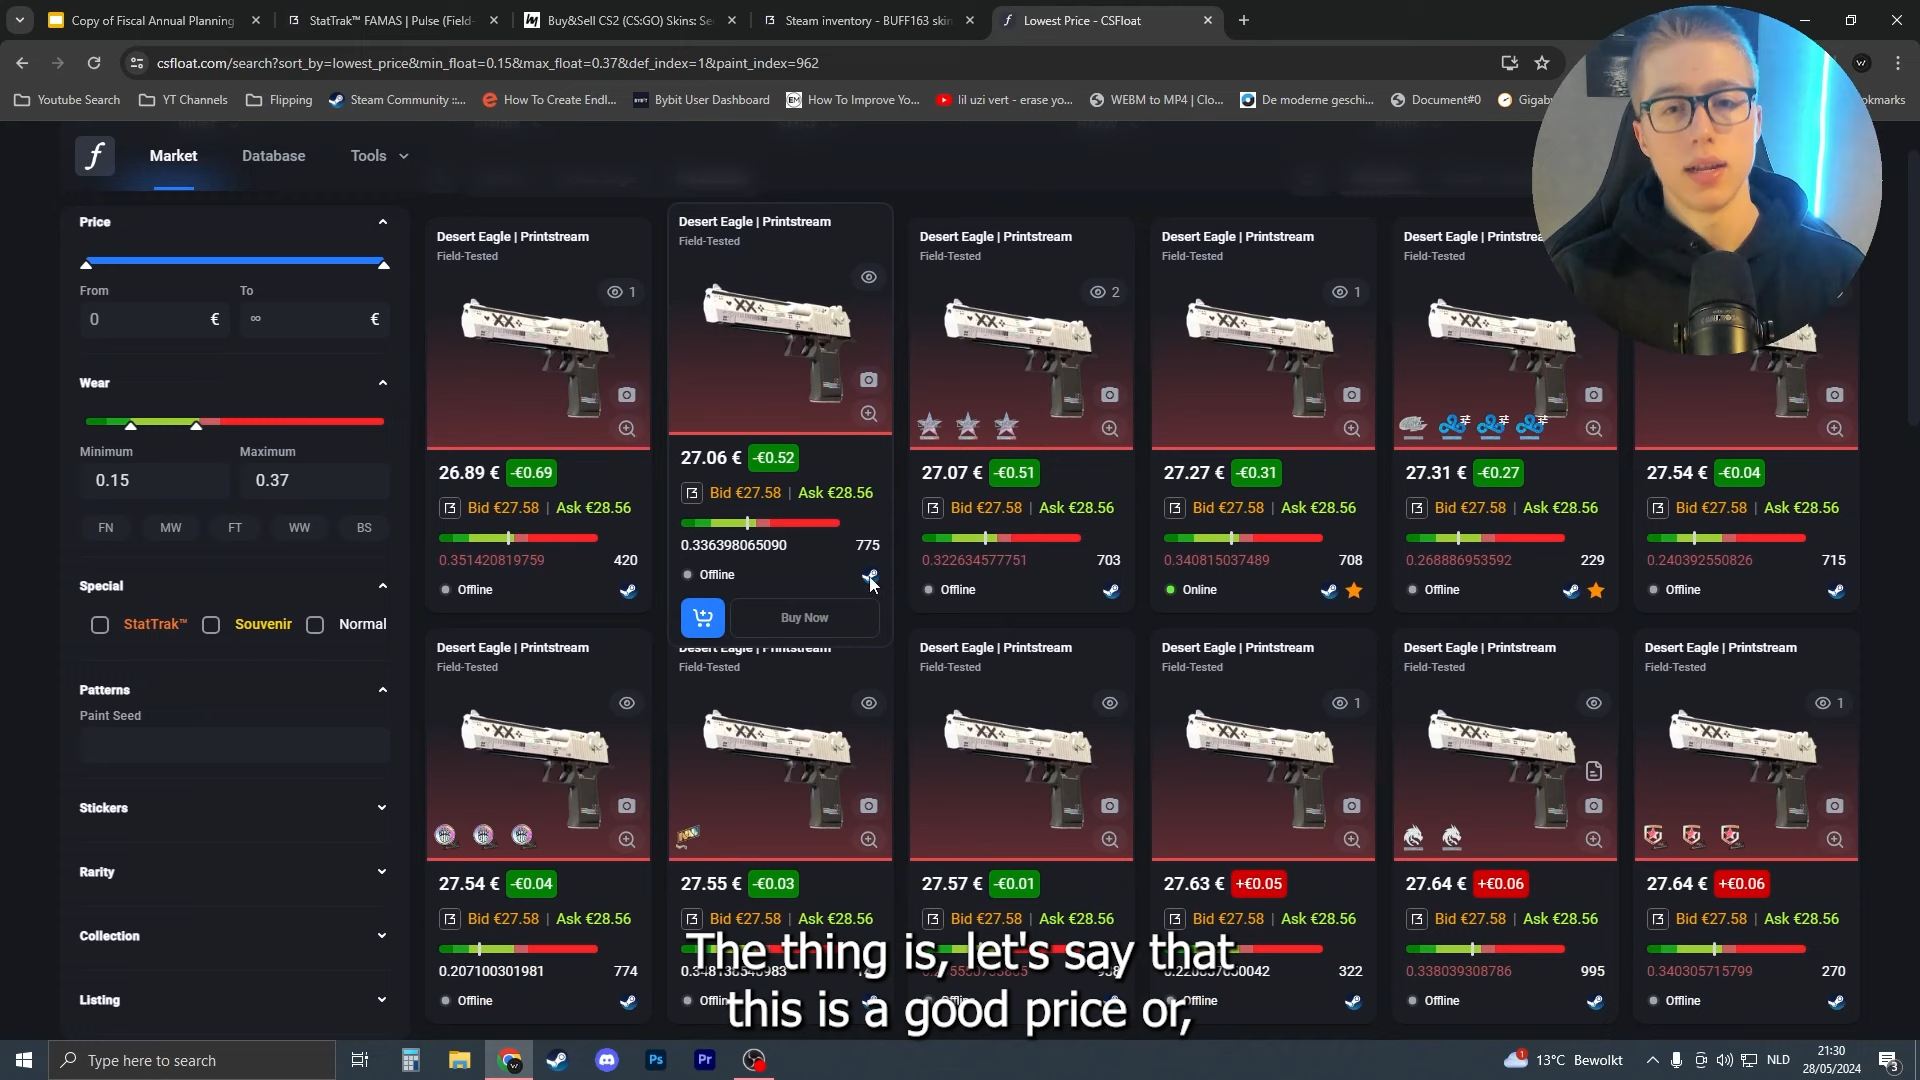 Copy of Fiscal Annual Planning
StatTrak™ FAMAS | Pulse (Field-
Buy&Sell CS2 (CS:GO) Skins: Se
Steam inventory - BUFF163 skin
Lowest Price - CSFloat
csfloat.com/search?sort_by=lowest_price&min_float=0.15&max_float=0.37&def_index=1&paint_index=962
Youtube Search
YT Channels
Flipping
Steam Community ::...
How To Create Endl...
Bybit User Dashboard
How To Improve Yo...
lil uzi vert - erase yo...
WEBM to MP4 | Clo...
De moderne geschi...
Document#0
Gigab
okmarks
Market Database Tools
Price
From To
0 € ∞ €
Wear
Minimum Maximum
0.15 0.37
FN MW FT WW BS
Special
StatTrak™ Souvenir Normal
Patterns
Paint Seed
Stickers
Rarity
Collection
Listing
Desert Eagle | Printstream
Field-Tested
1
26.89 € -€0.69
Bid €27.58 | Ask €28.56
0.351420819759 420
Offline
Desert Eagle | Printstream
Field-Tested
27.06 € -€0.52
Bid €27.58 | Ask €28.56
0.336398065090 775
Offline
Buy Now
Desert Eagle | Printstream
Field-Tested
2
27.07 € -€0.51
Bid €27.58 | Ask €28.56
0.322634577751 703
Offline
Desert Eagle | Printstream
Field-Tested
1
27.27 € -€0.31
Bid €27.58 | Ask €28.56
0.340815037489 708
Online
Desert Eagle | Printstrea
Field-Tested
27.31 € -€0.27
Bid €27.58 | Ask €28.56
0.268886953592 229
Offline
27.54 € -€0.04
Bid €27.58 | Ask €28.56
0.240392550826 715
Offline
Desert Eagle | Printstream
Field-Tested
27.54 € -€0.04
Bid €27.58 | Ask €28.56
0.207100301981 774
Offline
Desert Eagle | Printstream
Field-Tested
27.55 € -€0.03
Bid €27.58 | Ask €28.56
Desert Eagle | Printstream
Field-Tested
27.57 € -€0.01
Bid €27.58 | Ask €28.56
Desert Eagle | Printstream
Field-Tested
1
27.63 € +€0.05
Bid €27.58 | Ask €28.56
322
Offline
Desert Eagle | Printstream
Field-Tested
27.64 € +€0.06
Bid €27.58 | Ask €28.56
0.338039308786 995
Offline
Desert Eagle | Printstream
Field-Tested
1
27.64 € +€0.06
Bid €27.58 | Ask €28.56
0.340305715799 270
Offline
The thing is, let's say that
this is a good price or,
Type here to search
13°C Bewolkt
NLD
21:30
28/05/2024
3